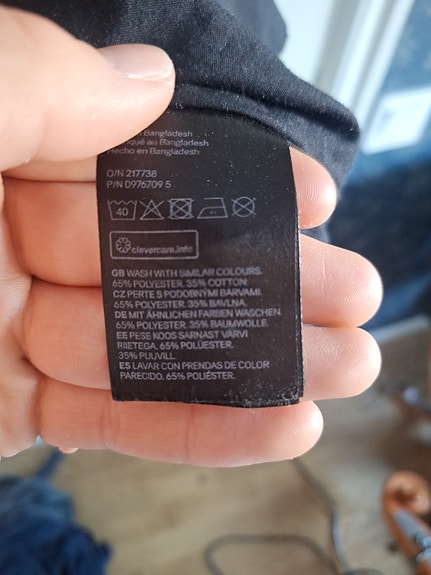 Bangladesh
au Bangladesh
Hecho en Bangladesh
O/N 217738
P/N 0976709 5
40
clevercare.info
GB WASH WITH SIMILAR COLOURS.
65% POLYESTER. 35% COTTON.
CZ PERTE S PODOBNÝMI BARVAMI.
65% POLYESTER. 35% BAVLNA.
DE MIT ÄHNLICHEN FARBEN WASCHEN.
65% POLYESTER. 35% BAUMWOLLE.
EE PESE KOOS SARNAST VÄRVI
RIIETEGA. 65% POLÜESTER.
35% PUUVILL.
ES LAVAR CON PRENDAS DE COLOR
PARECIDO. 65% POLIÉSTER.